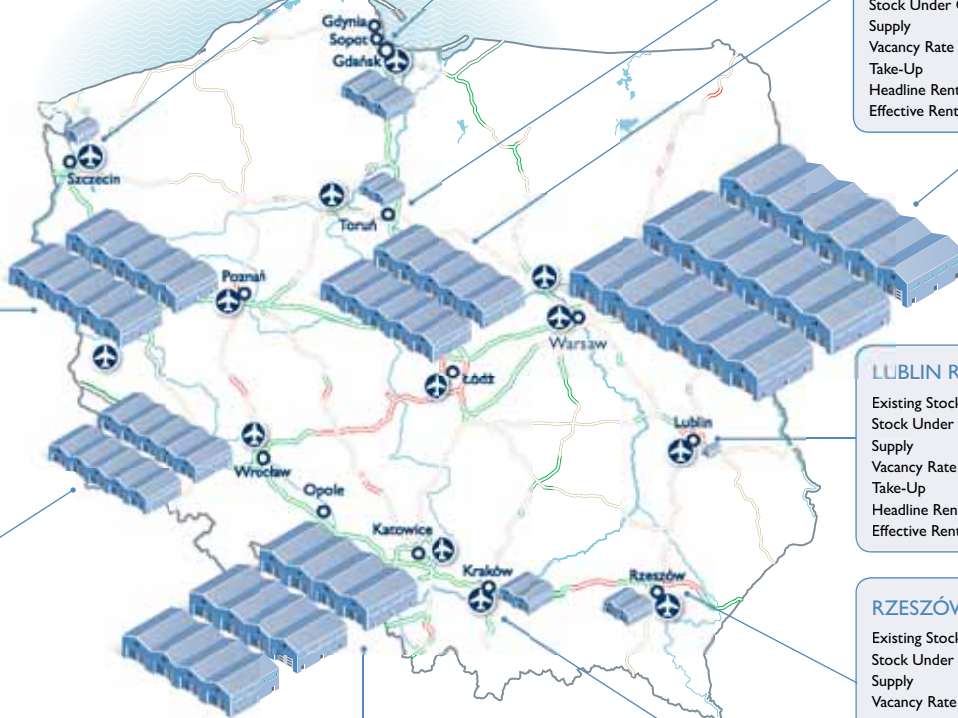 Gdynia
Sopot
Gdańsk
Szczecin
Toruń
Poznań
Warsaw
Łódź
Lublin
Wrocław
Opole
Katowice
Kraków
Rzeszów
Stock Under
Supply
Vacancy Rate
Take-Up
Headline Rent
Effective Rent
LUBLIN R
Existing Stock
Stock Under
Supply
Vacancy Rate
Take-Up
Headline Ren
Effective Rent
RZESZÓW
Existing Stock
Stock Under
Supply
Vacancy Rate